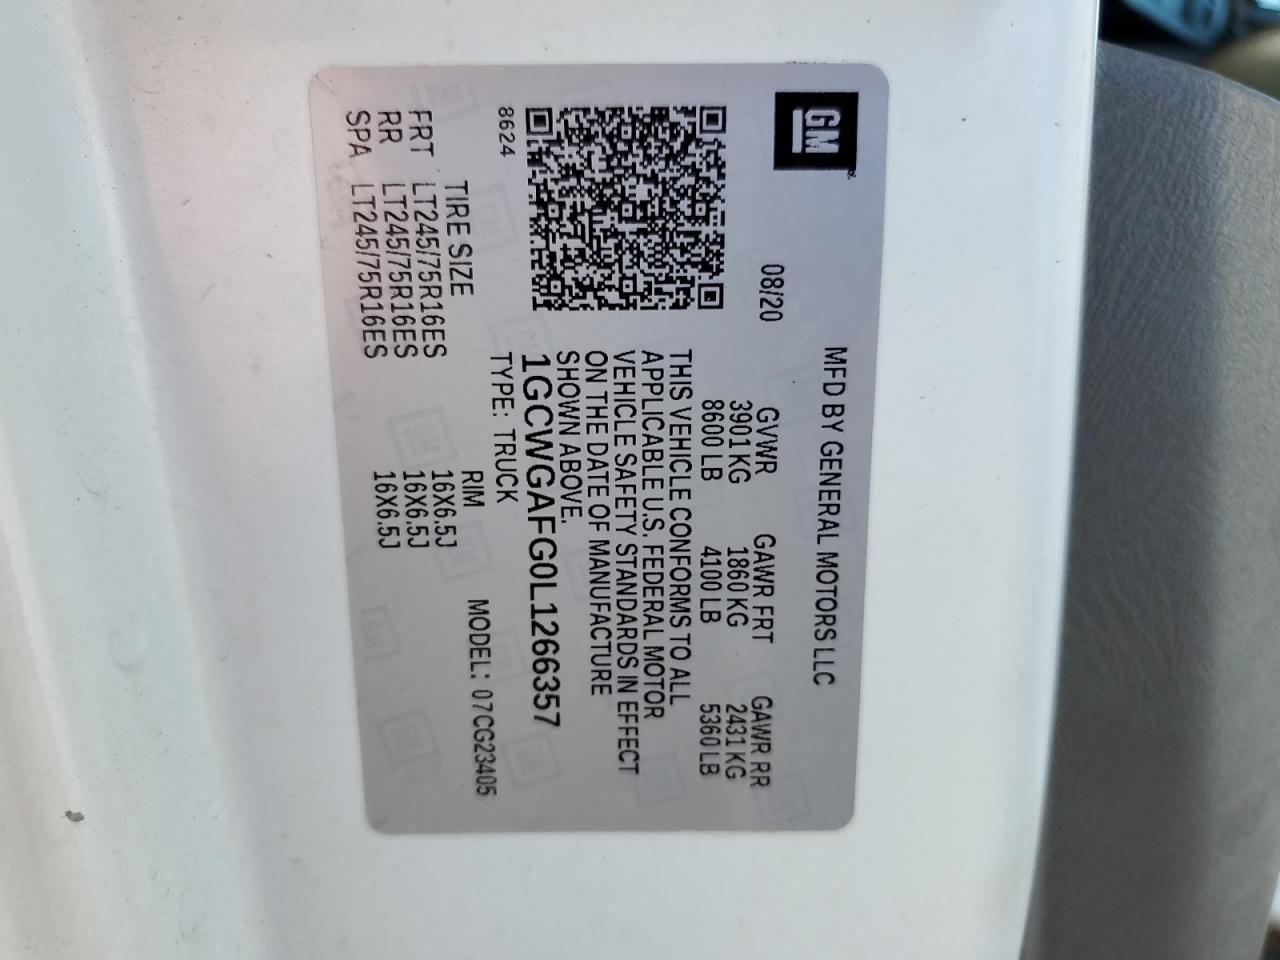 GM
MFD BY GENERAL MOTORS LLC
08/20
GVWR GAWR FRT GAWR RR
3901 KG 1860 KG 2431 KG
8600 LB 4100 LB 5360 LB
THIS VEHICLE CONFORMS TO ALL
APPLICABLE U.S. FEDERAL MOTOR
VEHICLE SAFETY STANDARDS IN EFFECT
ON THE DATE OF MANUFACTURE
SHOWN ABOVE.
1GCWGAFG0L1266357
8624
TYPE: TRUCK
MODEL: 07CG23405
TIRE SIZE RIM
FRT LT245/75R16ES 16X6.5J
RR LT245/75R16ES 16X6.5J
SPA LT245/75R16ES 16X6.5J